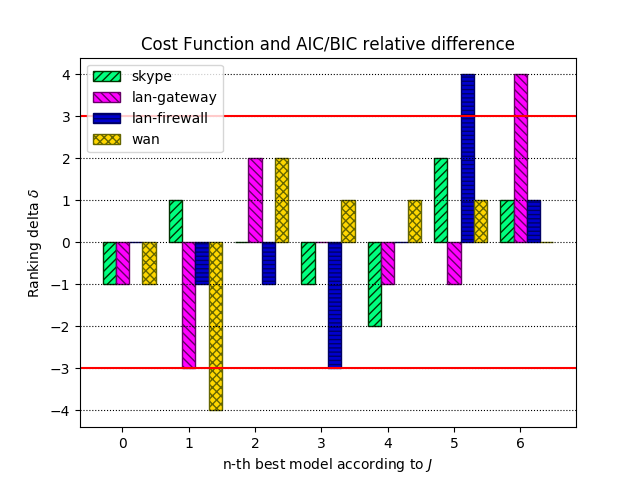 Cost Function and AIC/BIC relative difference
skype
lan-gateway
lan-firewall
wan
Ranking delta δ
4
3
2
1
0
−1
−2
−3
−4
0 1 2 3 4 5 6
n-th best model according to J